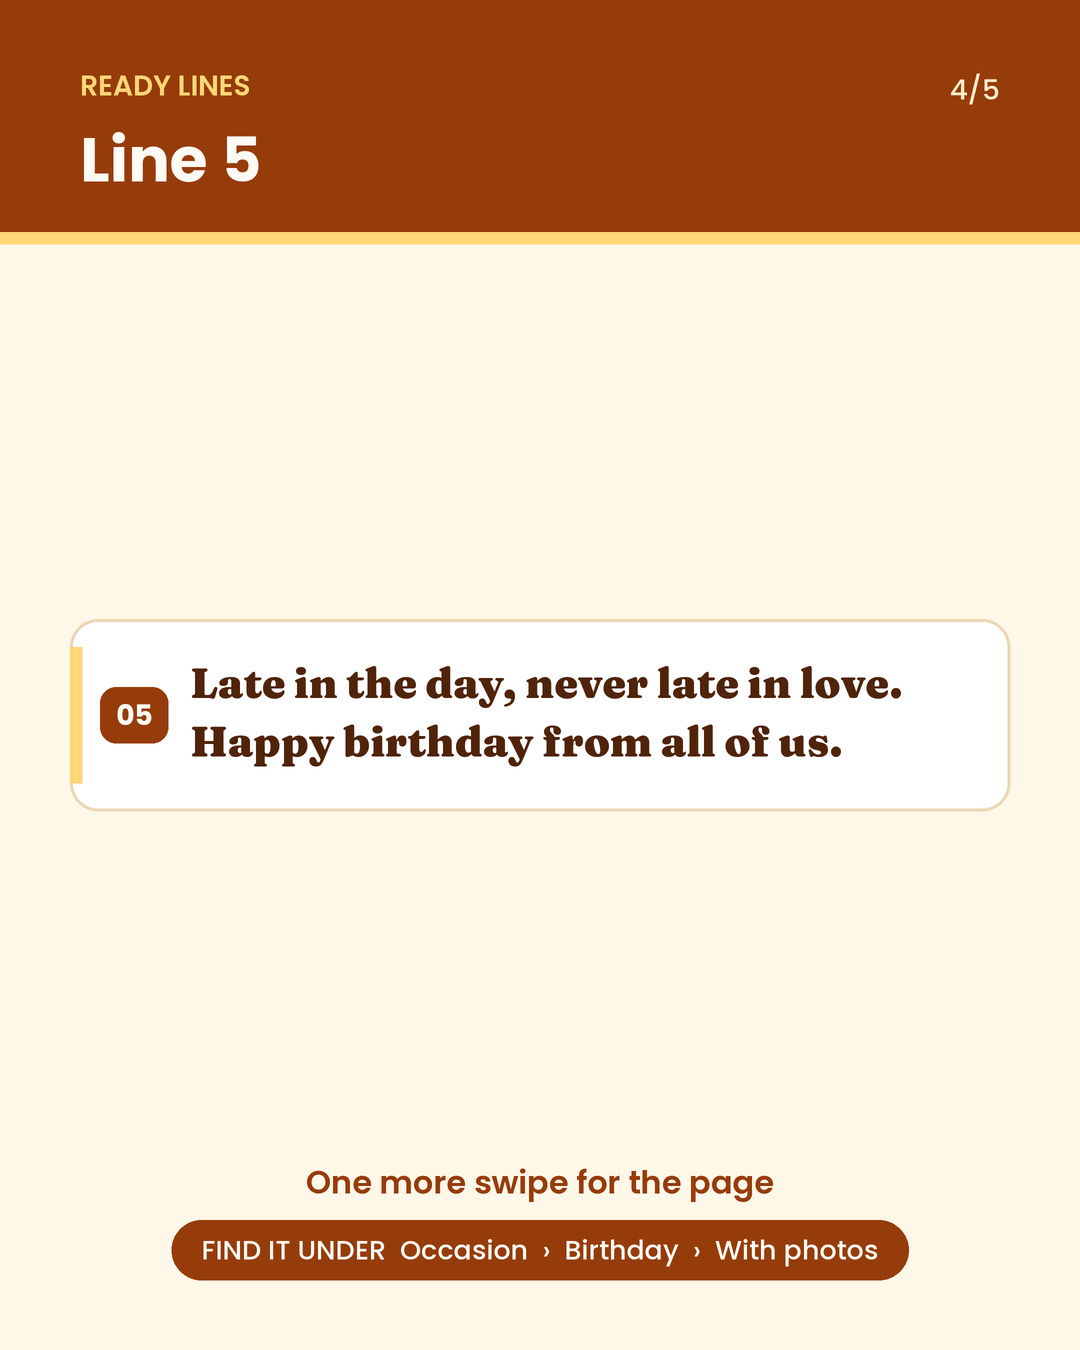 READY LINES
4/5
Line 5
05
Late in the day, never late in love.
Happy birthday from all of us.
One more swipe for the page
FIND IT UNDER Occasion › Birthday › With photos